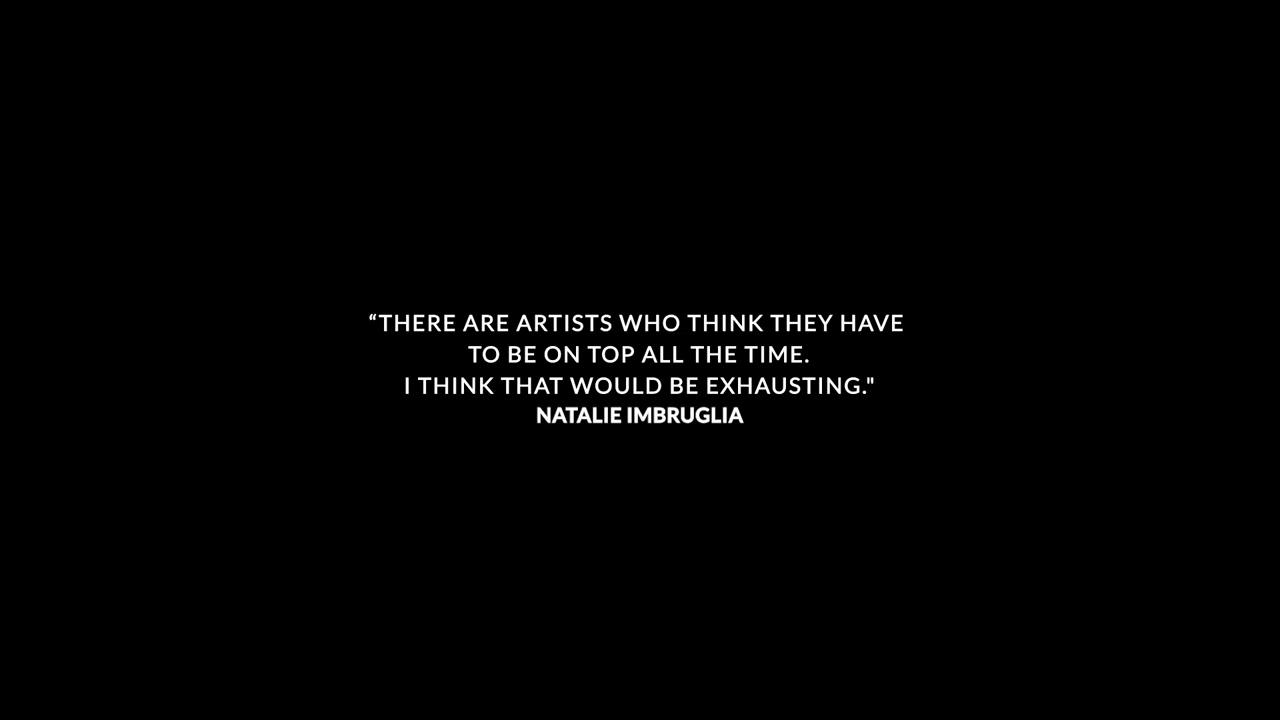 “THERE ARE ARTISTS WHO THINK THEY HAVE
TO BE ON TOP ALL THE TIME.
I THINK THAT WOULD BE EXHAUSTING."
NATALIE IMBRUGLIA